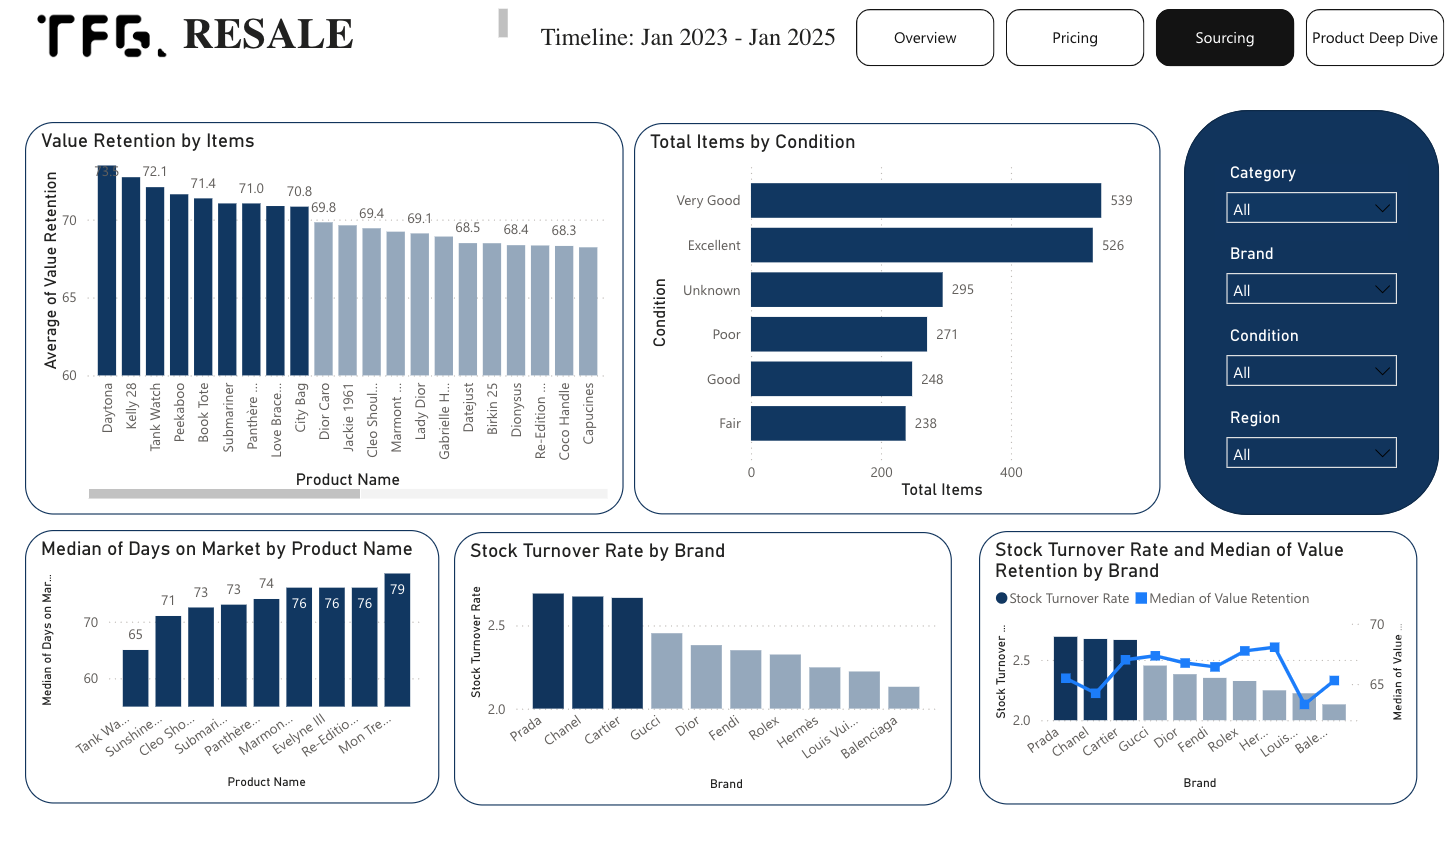 TFG. RESALE
Timeline: Jan 2023 - Jan 2025
Overview
Pricing
Sourcing
Product Deep Dive
Value Retention by Items
Average of Value Retention
70
65
60
73.5
72.1
71.4
71.0
70.8
69.8
69.4
69.1
68.5
68.4
68.3
Daytona
Kelly 28
Tank Watch
Peekaboo
Book Tote
Submariner
Panthère ...
Love Brace...
City Bag
Dior Caro
Jackie 1961
Cleo Shoul...
Marmont ...
Lady Dior
Gabrielle H...
Datejust
Birkin 25
Dionysus
Re-Edition ...
Coco Handle
Capucines
Product Name
Total Items by Condition
Condition
Very Good
539
Excellent
526
Unknown
295
Poor
271
Good
248
Fair
238
0
200
400
Total Items
Category
All
Brand
All
Condition
All
Region
All
Median of Days on Market by Product Name
Median of Days on Mar...
70
60
65
71
73
73
74
76
76
76
79
Tank Wa...
Sunshine...
Cleo Sho...
Submari...
Panthère...
Marmon...
Evelyne III
Re-Editio...
Mon Tre...
Product Name
Stock Turnover Rate by Brand
Stock Turnover Rate
2.5
2.0
Prada
Chanel
Cartier
Gucci
Dior
Fendi
Rolex
Hermès
Louis Vui...
Balenciaga
Brand
Stock Turnover Rate and Median of Value
Retention by Brand
Stock Turnover Rate
Median of Value Retention
Stock Turnover ...
2.5
2.0
70
65
Median of Value ...
Prada
Chanel
Cartier
Gucci
Dior
Fendi
Rolex
Her...
Louis...
Bale...
Brand